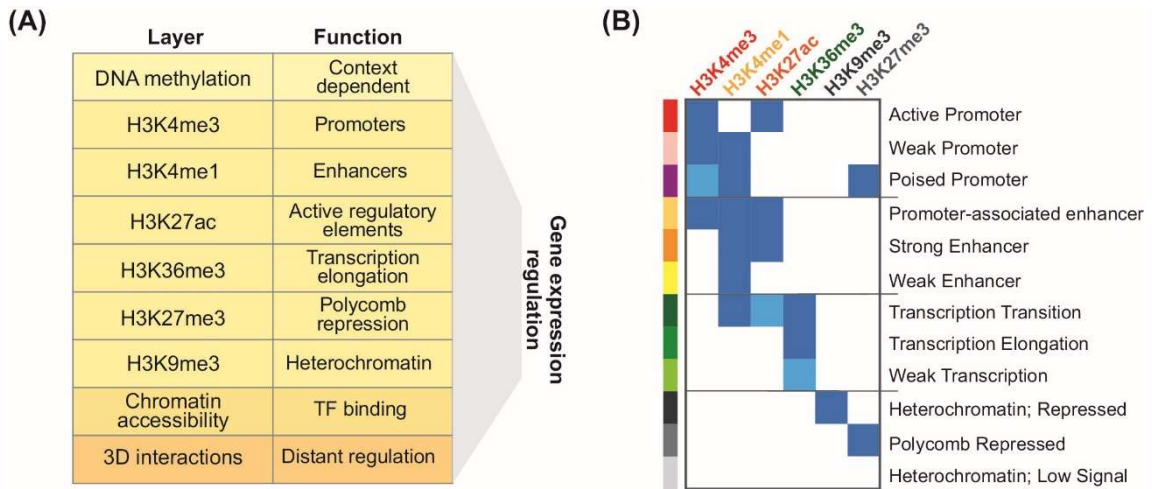 (A)
Layer Function
DNA methylation Context
dependent
H3K4me3 Promoters
H3K4me1 Enhancers
H3K27ac Active regulatory
elements
H3K36me3 Transcription
elongation
H3K27me3 Polycomb
repression
H3K9me3 Heterochromatin
Chromatin
accessibility TF binding
3D interactions Distant regulation
Gene expression
regulation
(B)
H3K4me3
H3K4me1
H3K27ac
H3K36me3
H3K9me3
H3K27me3
Active Promoter
Weak Promoter
Poised Promoter
Promoter-associated enhancer
Strong Enhancer
Weak Enhancer
Transcription Transition
Transcription Elongation
Weak Transcription
Heterochromatin; Repressed
Polycomb Repressed
Heterochromatin; Low Signal